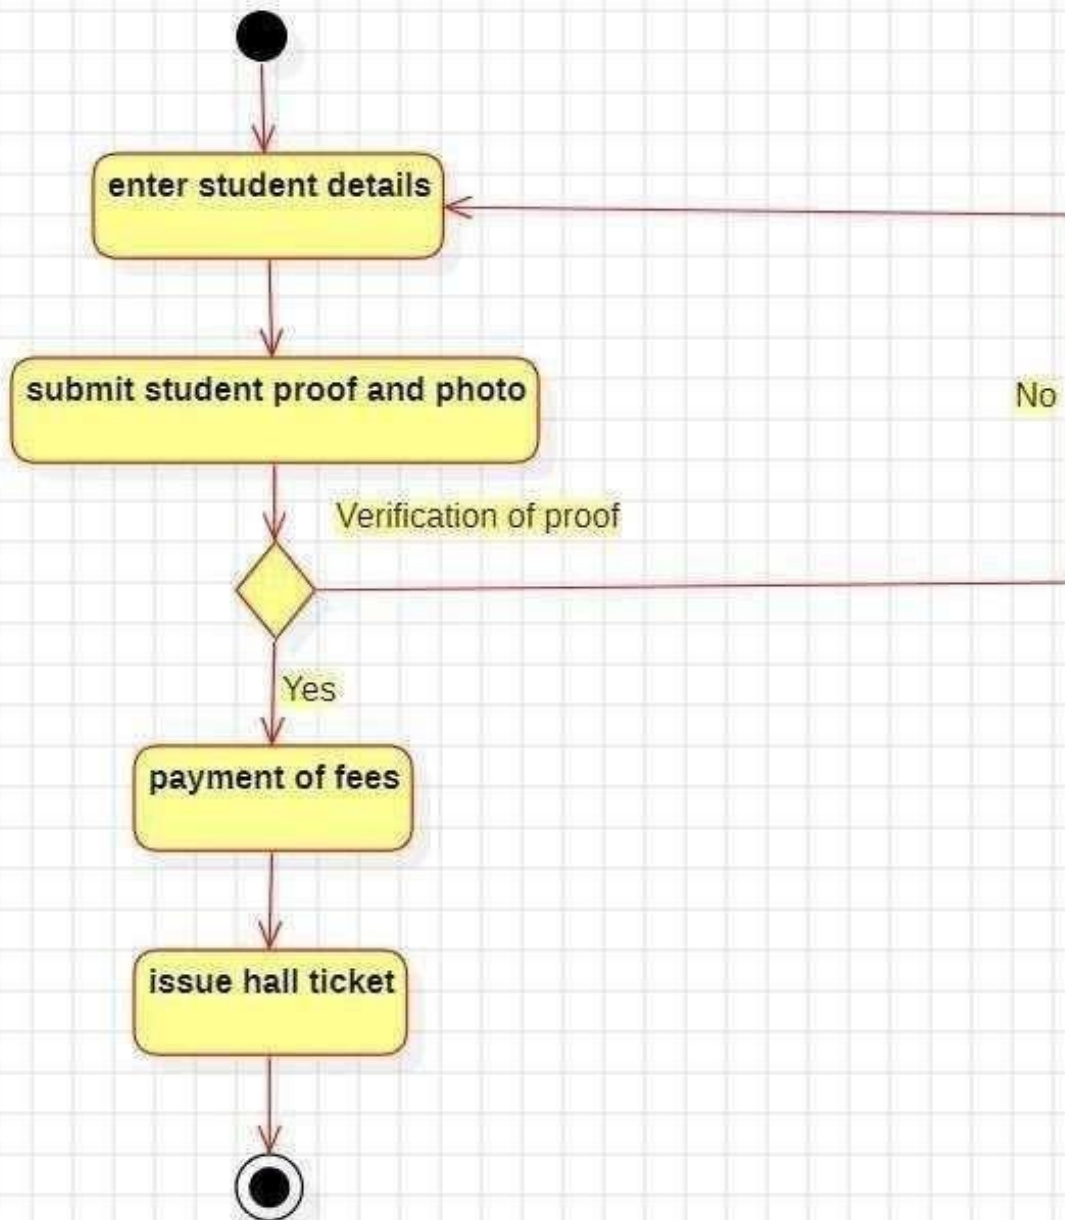 enter student details
submit student proof and photo
No
Verification of proof
Yes
payment of fees
issue hall ticket